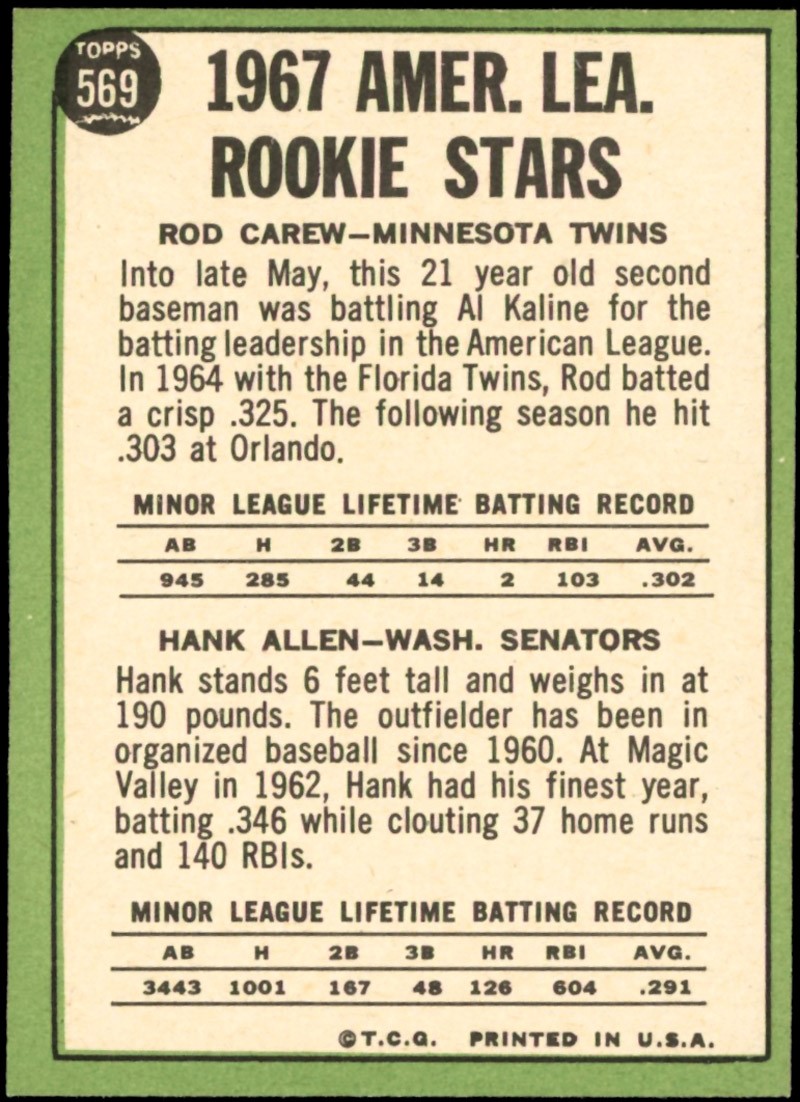 TOPPS
569
1967 AMER. LEA.
ROOKIE STARS
ROD CAREW—MINNESOTA TWINS
Into late May, this 21 year old second
baseman was battling Al Kaline for the
batting leadership in the American League.
In 1964 with the Florida Twins, Rod batted
a crisp .325. The following season he hit
.303 at Orlando.
MINOR LEAGUE LIFETIME BATTING RECORD
AB H 2B 3B HR RBI AVG.
945 285 44 14 2 103 .302
HANK ALLEN—WASH. SENATORS
Hank stands 6 feet tall and weighs in at
190 pounds. The outfielder has been in
organized baseball since 1960. At Magic
Valley in 1962, Hank had his finest year,
batting .346 while clouting 37 home runs
and 140 RBIs.
MINOR LEAGUE LIFETIME BATTING RECORD
AB H 2B 3B HR RBI AVG.
3443 1001 167 48 126 604 .291
©T.C.G. PRINTED IN U.S.A.